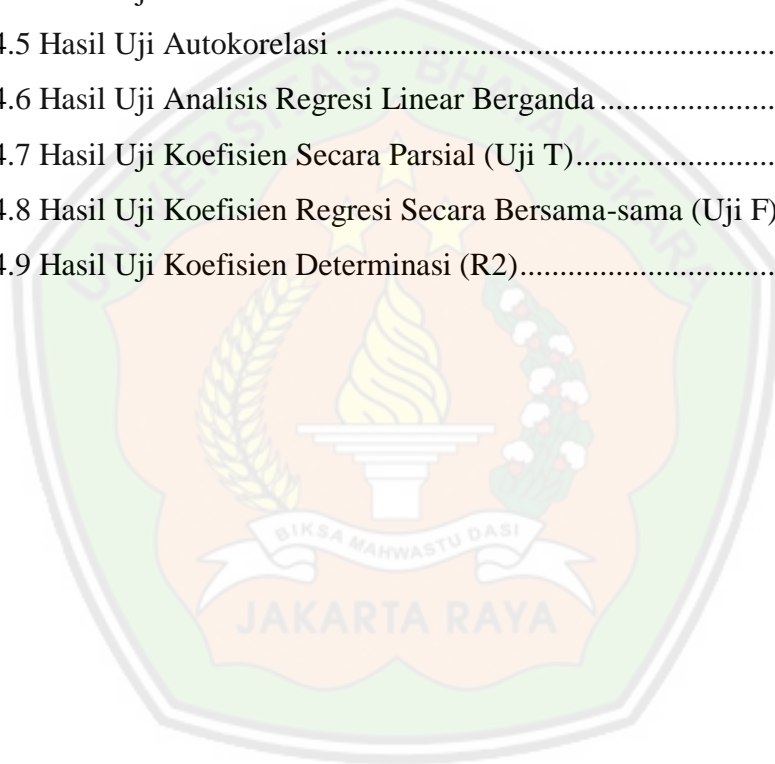 4.5 Hasil Uji Autokorelasi ................................................................
4.6 Hasil Uji Analisis Regresi Linear Berganda ..........................
4.7 Hasil Uji Koefisien Secara Parsial (Uji T)..............................
4.8 Hasil Uji Koefisien Regresi Secara Bersama-sama (Uji F)
4.9 Hasil Uji Koefisien Determinasi (R2)......................................
UNIVERSITAS BHAYANGKARA
BIKSA MAHWASTU DASI
JAKARTA RAYA